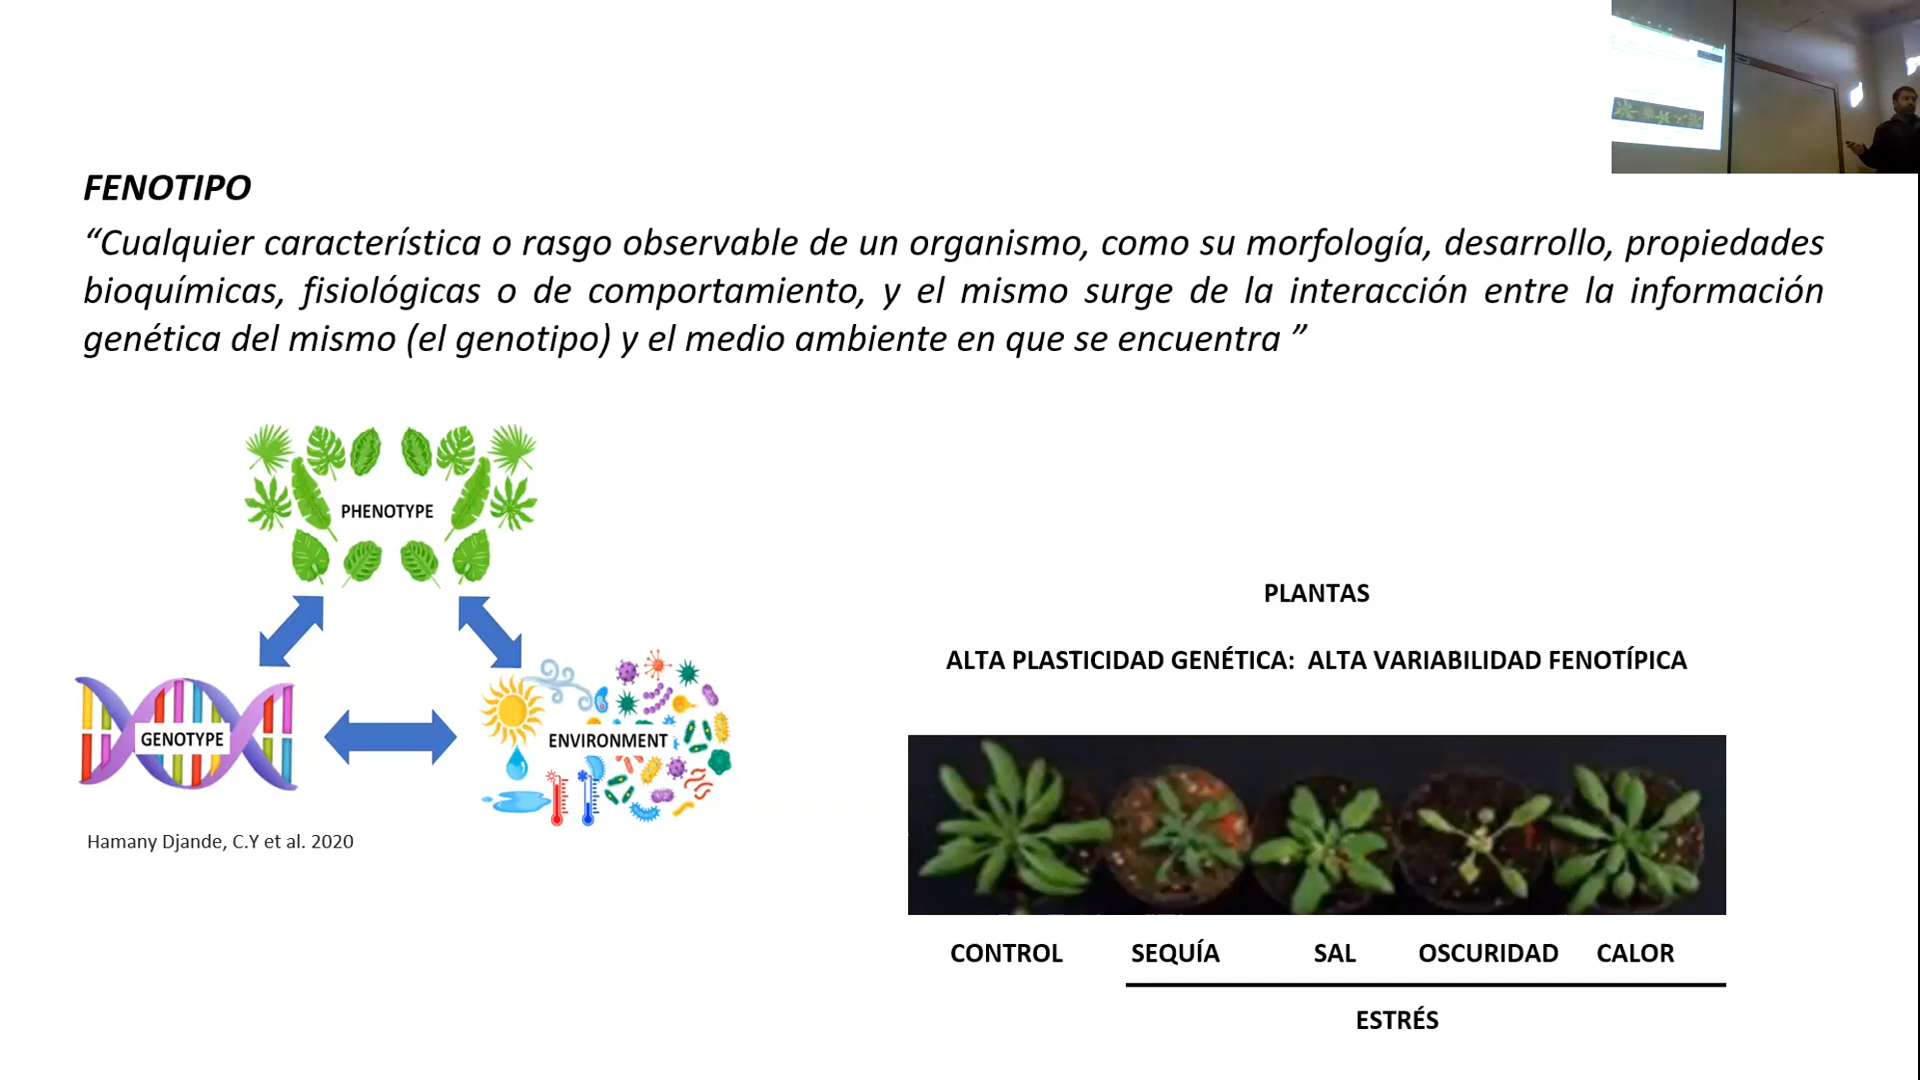 FENOTIPO
“Cualquier característica o rasgo observable de un organismo, como su morfología, desarrollo, propiedades
bioquímicas, fisiológicas o de comportamiento, y el mismo surge de la interacción entre la información
genética del mismo (el genotipo) y el medio ambiente en que se encuentra ”
PHENOTYPE
GENOTYPE
ENVIRONMENT
Hamany Djande, C.Y et al. 2020
PLANTAS
ALTA PLASTICIDAD GENÉTICA: ALTA VARIABILIDAD FENOTÍPICA
CONTROL SEQUÍA SAL OSCURIDAD CALOR
ESTRÉS